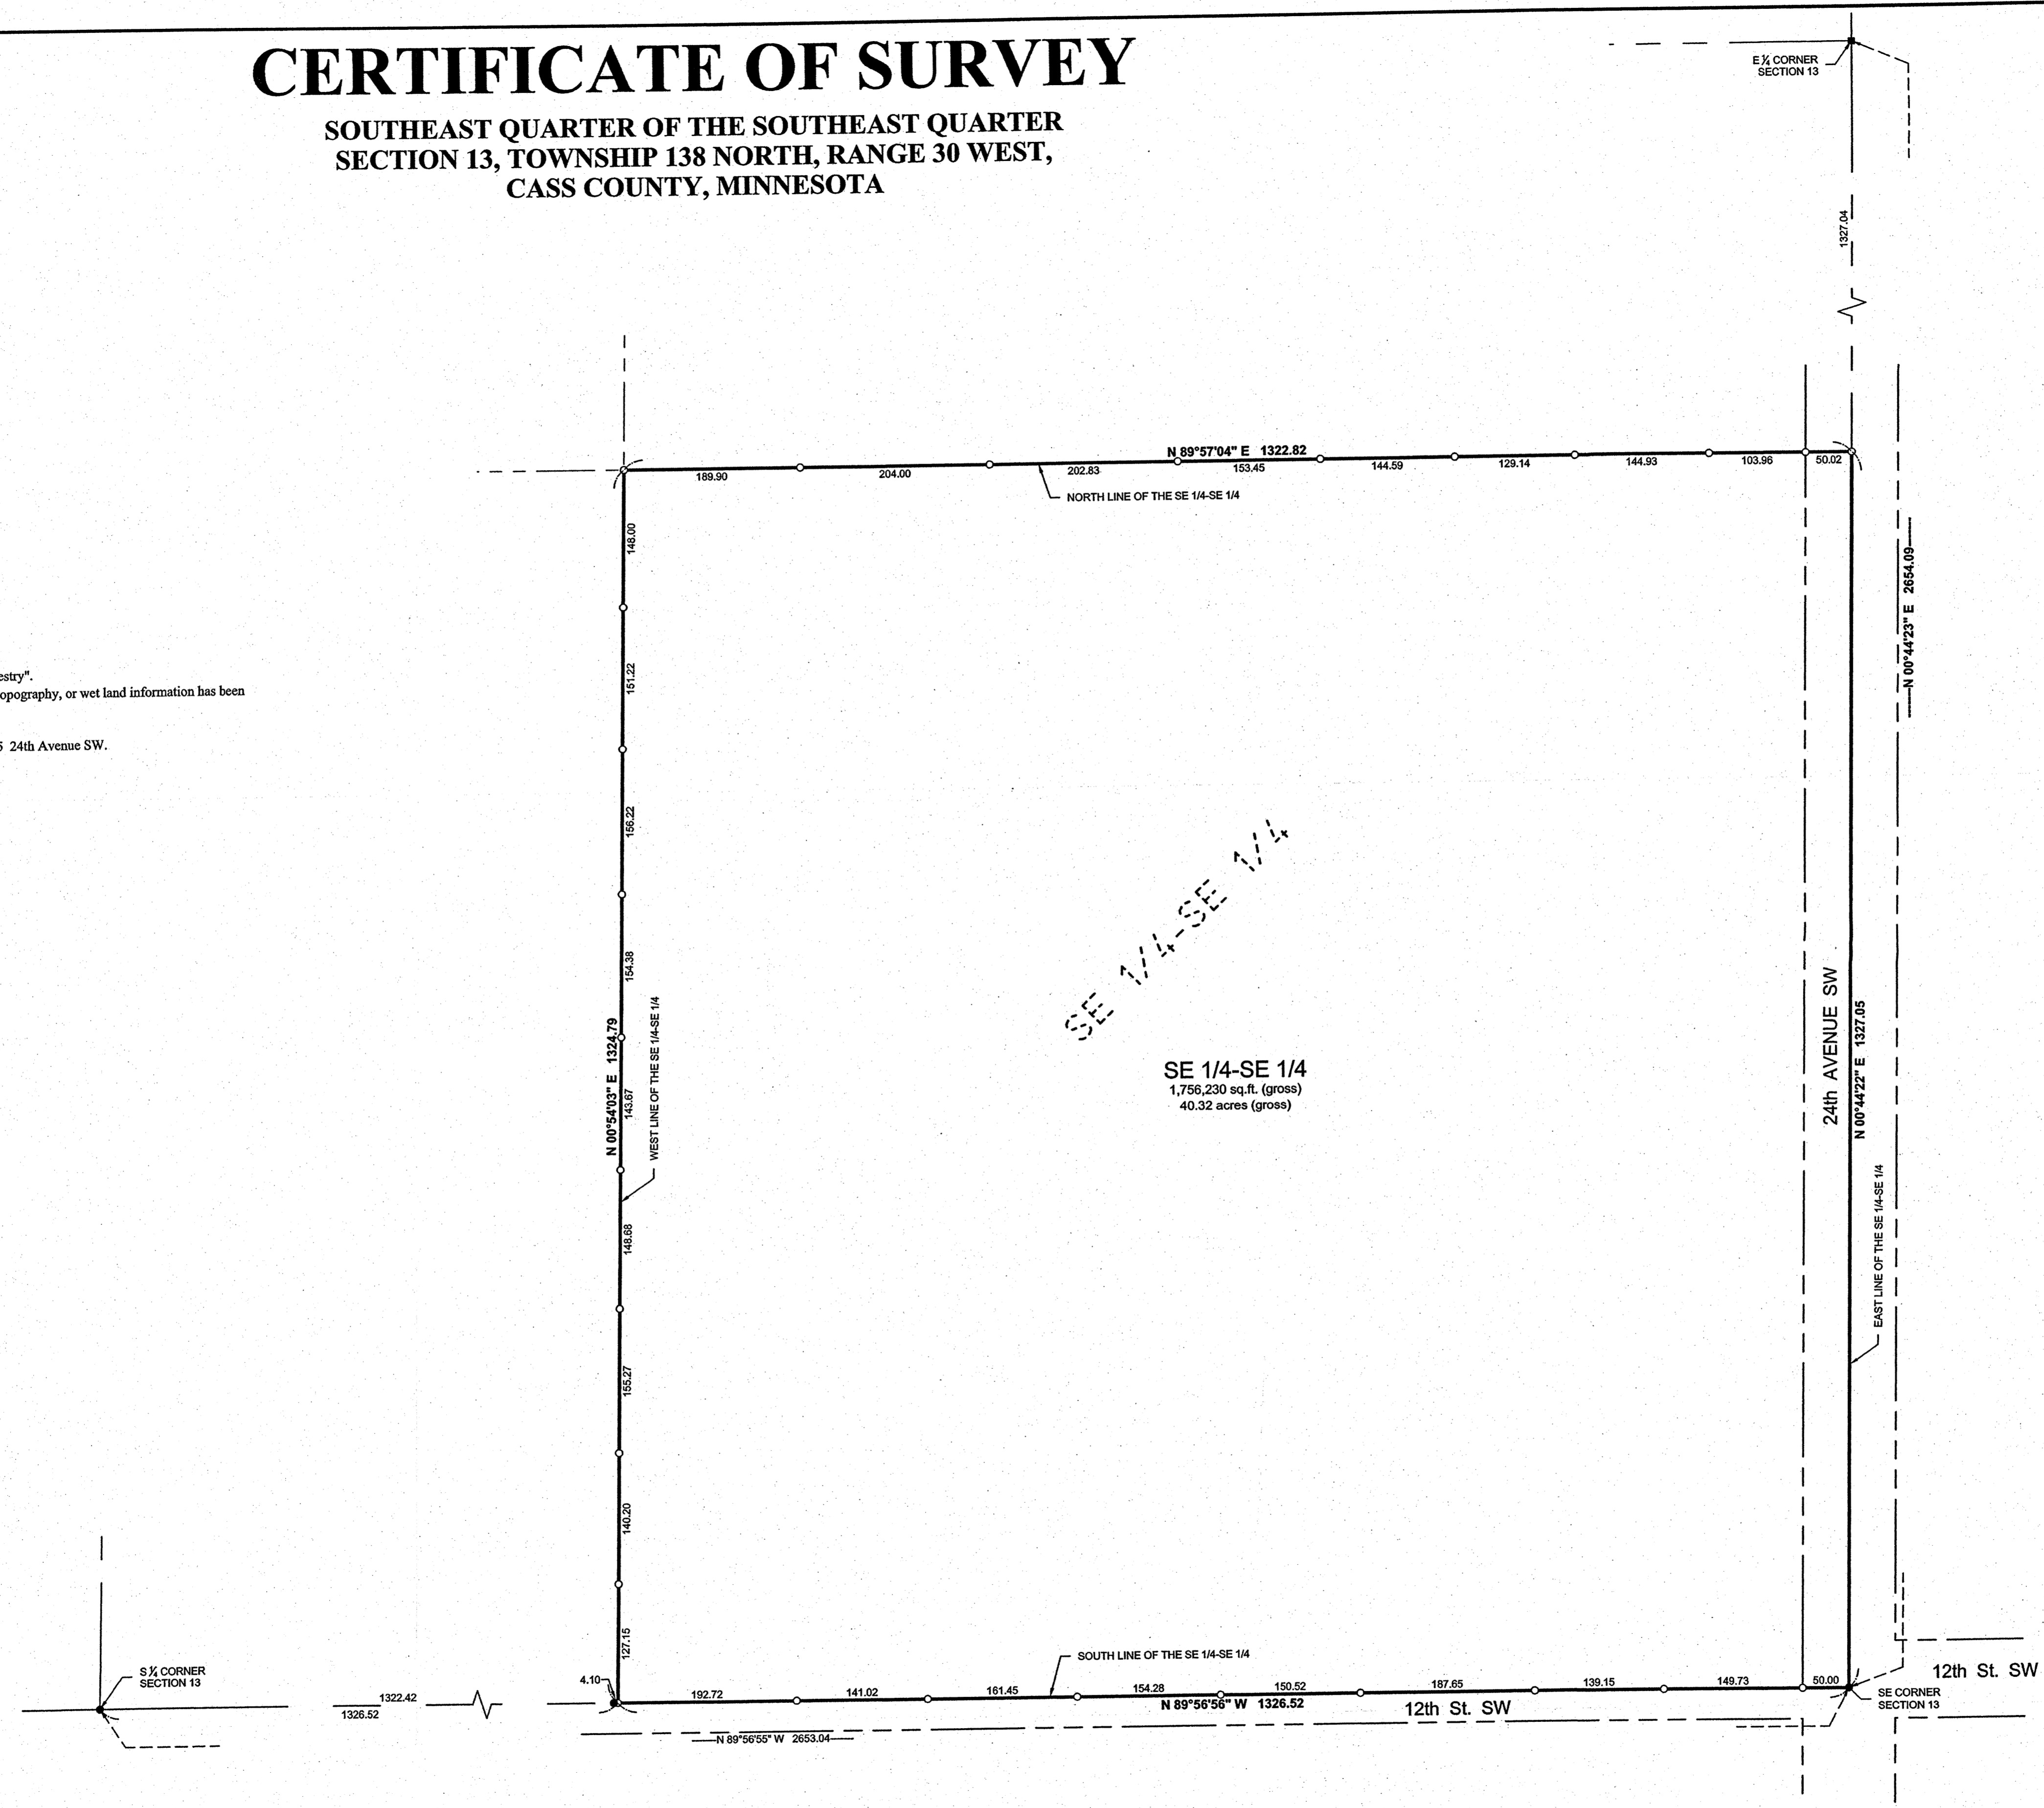 CERTIFICATE OF SURVEY
SOUTHEAST QUARTER OF THE SOUTHEAST QUARTER
SECTION 13, TOWNSHIP 138 NORTH, RANGE 30 WEST,
CASS COUNTY, MINNESOTA
E ¼ CORNER
SECTION 13
1327.04
N 89°57'04" E 1322.82
189.90
204.00
202.83
153.45
144.59
129.14
144.93
103.96
50.02
NORTH LINE OF THE SE 1/4-SE 1/4
148.00
151.22
156.22
154.38
143.67
148.68
155.27
140.20
127.15
N 00°54'03" E 1324.79
WEST LINE OF THE SE 1/4-SE 1/4
N 00°44'23" E 2654.09
estry".
opography, or wet land information has been
24th Avenue SW.
SE 1/4-SE 1/4
SE 1/4-SE 1/4
1,756,230 sq.ft. (gross)
40.32 acres (gross)
24th AVENUE SW
N 00°44'22" E 1327.05
EAST LINE OF THE SE 1/4-SE 1/4
S ¼ CORNER
SECTION 13
1322.42
1326.52
4.10
192.72
141.02
161.45
154.28
150.52
187.65
139.15
149.73
50.00
SOUTH LINE OF THE SE 1/4-SE 1/4
N 89°56'56" W 1326.52
12th St. SW
12th St. SW
SE CORNER
SECTION 13
N 89°56'55" W 2653.04